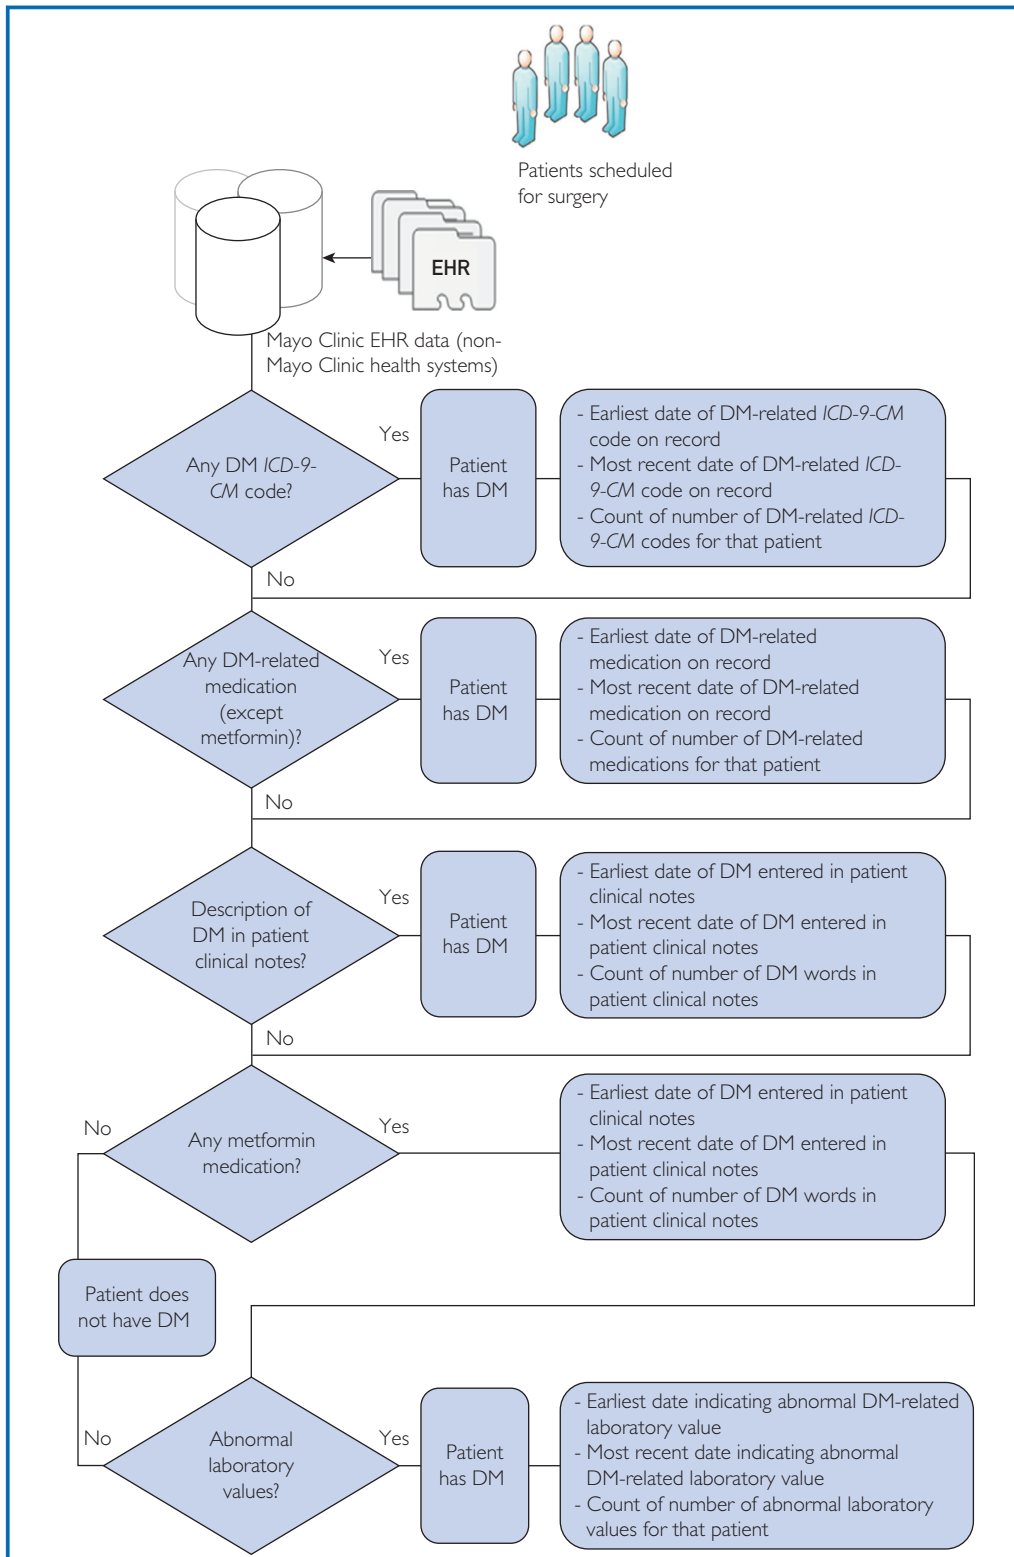 Patients scheduled
for surgery
EHR
Mayo Clinic EHR data (non-
Mayo Clinic health systems)
Any DM ICD-9-
CM code?
Yes
Patient
has DM
- Earliest date of DM-related ICD-9-CM
code on record
- Most recent date of DM-related ICD-
9-CM code on record
- Count of number of DM-related ICD-
9-CM codes for that patient
No
Any DM-related
medication
(except
metformin)?
Yes
Patient
has DM
- Earliest date of DM-related
medication on record
- Most recent date of DM-related
medication on record
- Count of number of DM-related
medications for that patient
No
Description of
DM in patient
clinical notes?
Yes
Patient
has DM
- Earliest date of DM entered in patient
clinical notes
- Most recent date of DM entered in
patient clinical notes
- Count of number of DM words in
patient clinical notes
No
No
Any metformin
medication?
Yes
- Earliest date of DM entered in patient
clinical notes
- Most recent date of DM entered in
patient clinical notes
- Count of number of DM words in
patient clinical notes
Patient does
not have DM
No
Abnormal
laboratory
values?
Yes
Patient
has DM
- Earliest date indicating abnormal DM-related
laboratory value
- Most recent date indicating abnormal
DM-related laboratory value
- Count of number of abnormal laboratory
values for that patient